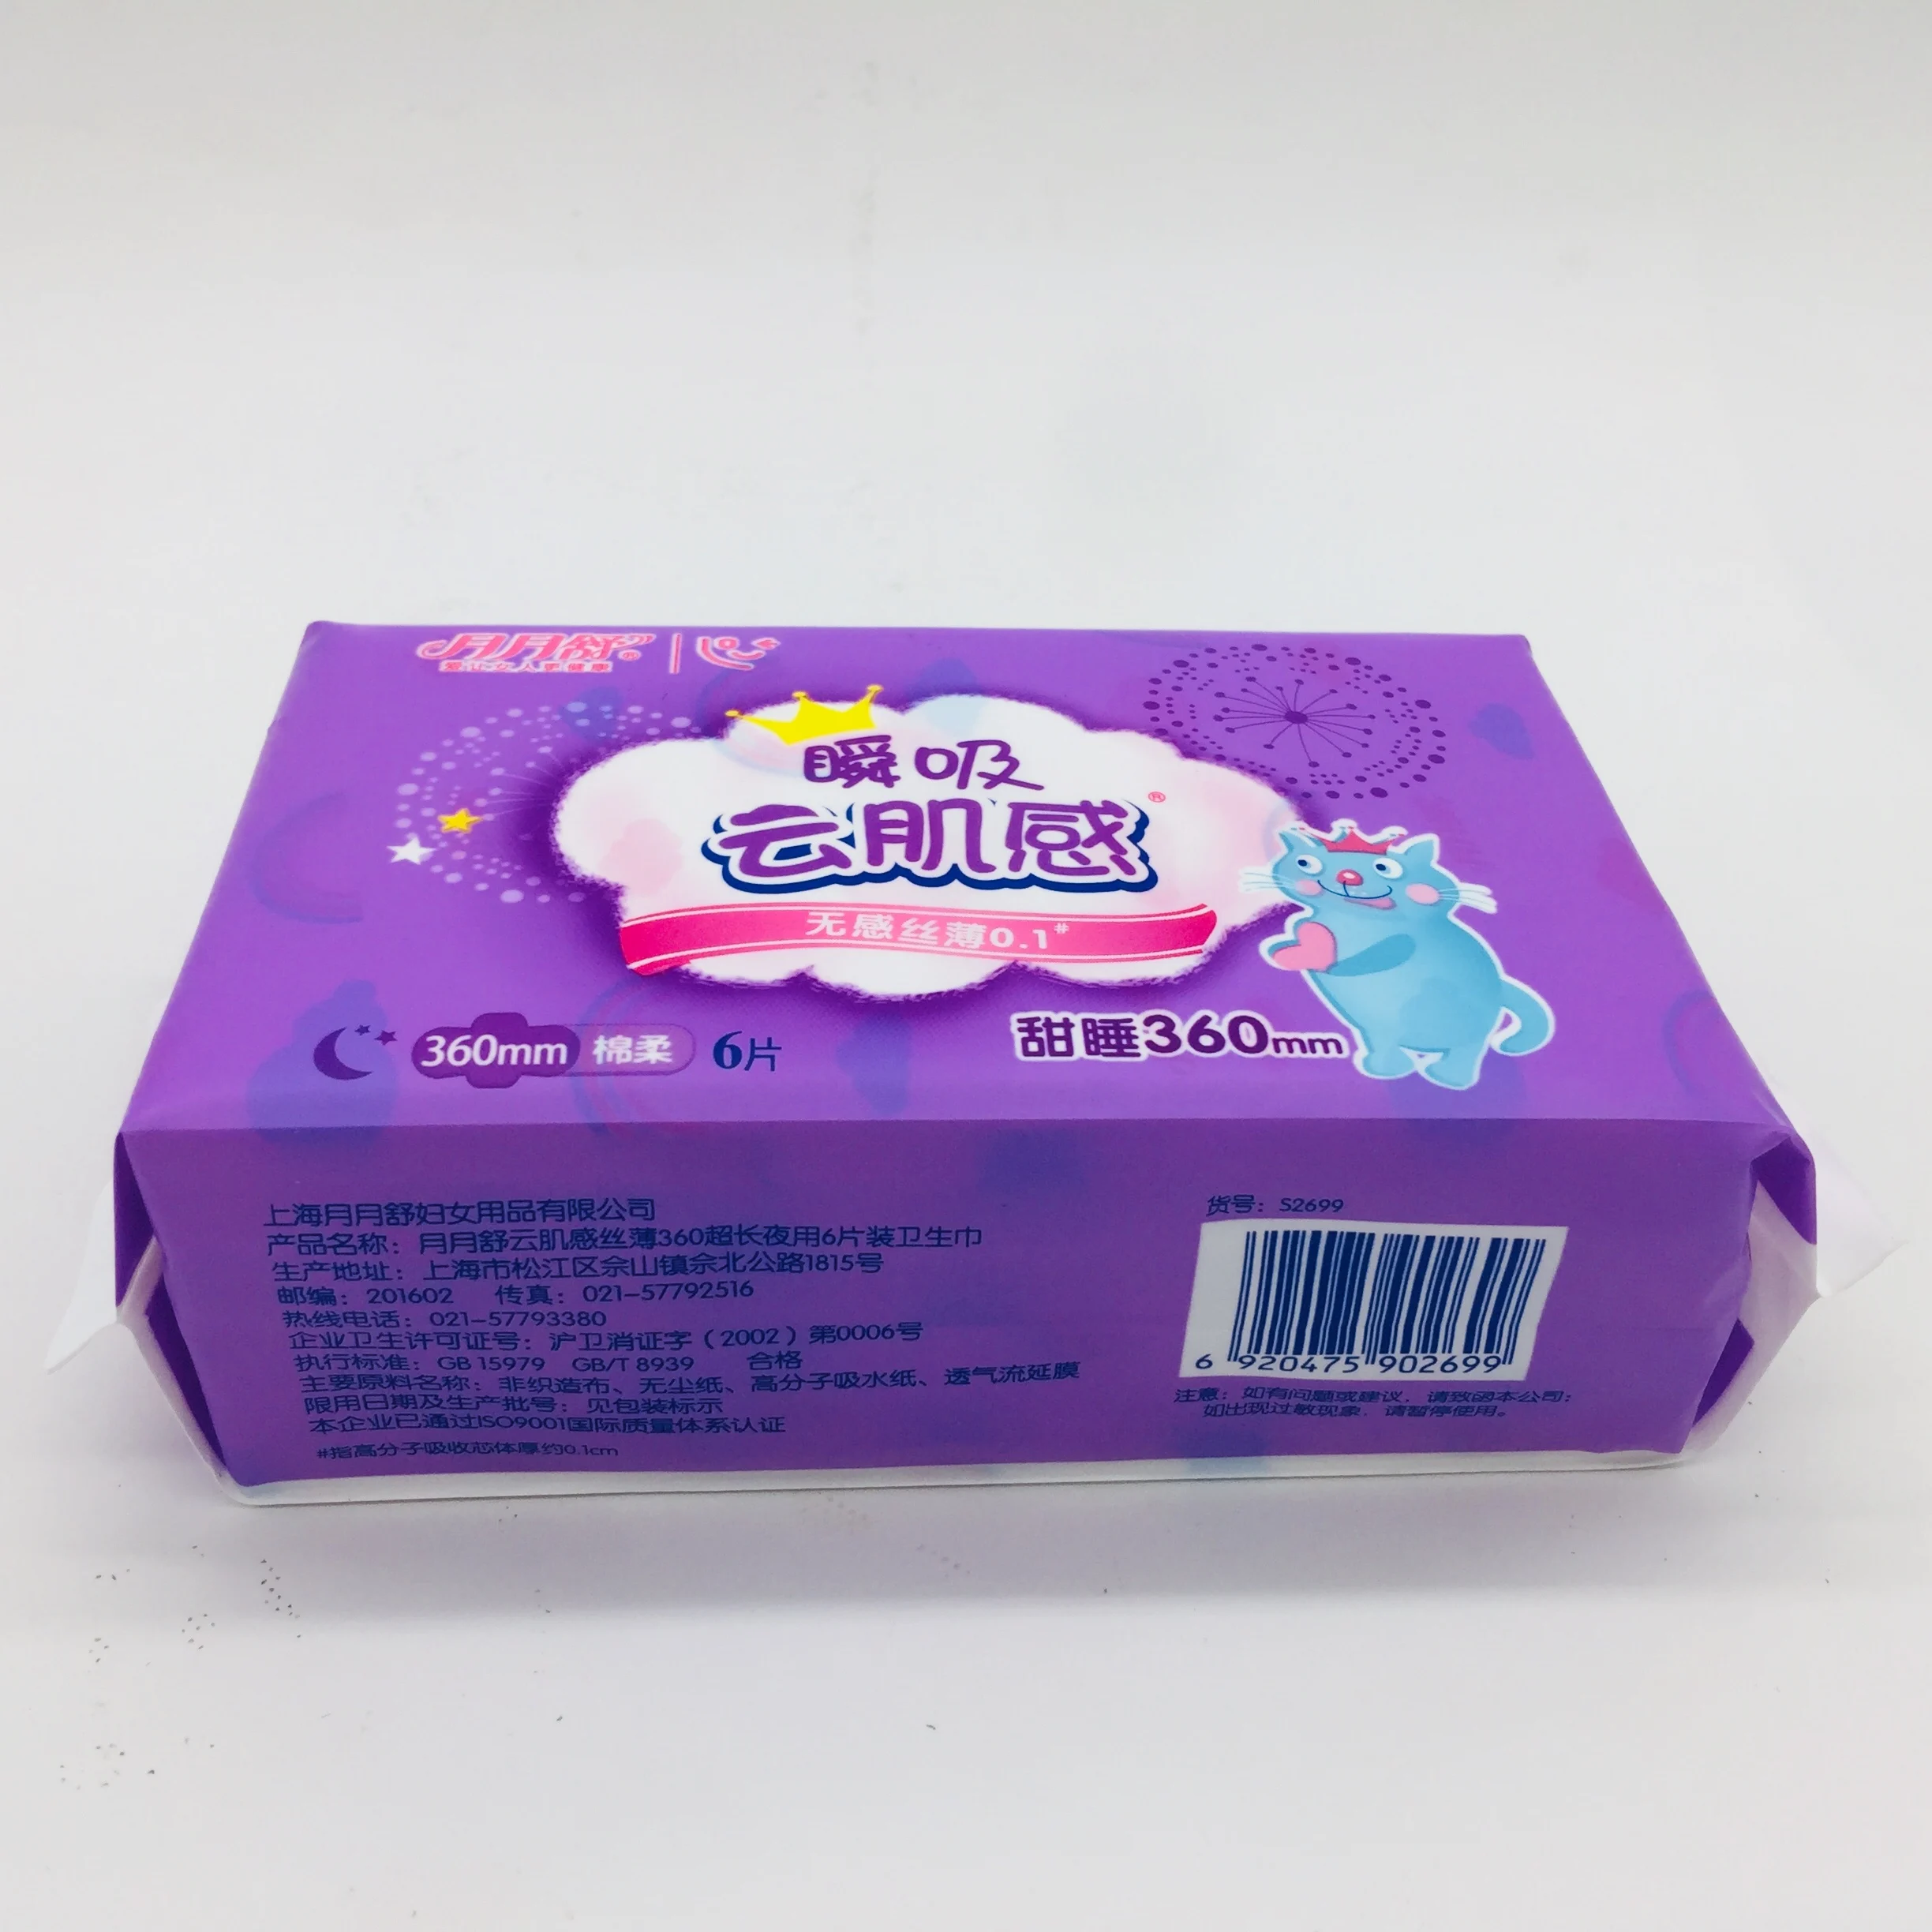 月月舒®
爱让女人更健康
瞬吸
云肌感®
无感丝薄0.1#
360mm 棉柔 6片
甜睡360mm
上海月月舒妇女用品有限公司
产品名称：月月舒云肌感丝薄360超长夜用6片装卫生巾
生产地址：上海市松江区佘山镇佘北公路1815号
邮编：201602 传真：021-57792516
热线电话：021-57793380
企业卫生许可证号：沪卫消证字（2002）第0006号
执行标准：GB 15979 GB/T 8939 合格
主要原料名称：非织造布、无尘纸、高分子吸水纸、透气流延膜
限用日期及生产批号：见包装标示
本企业已通过ISO9001国际质量体系认证
#指高分子吸收芯体厚约0.1cm
货号：S2699
6 920475 902699
注意：如有问题或建议，请致函本公司；
如出现过敏现象，请暂停使用。